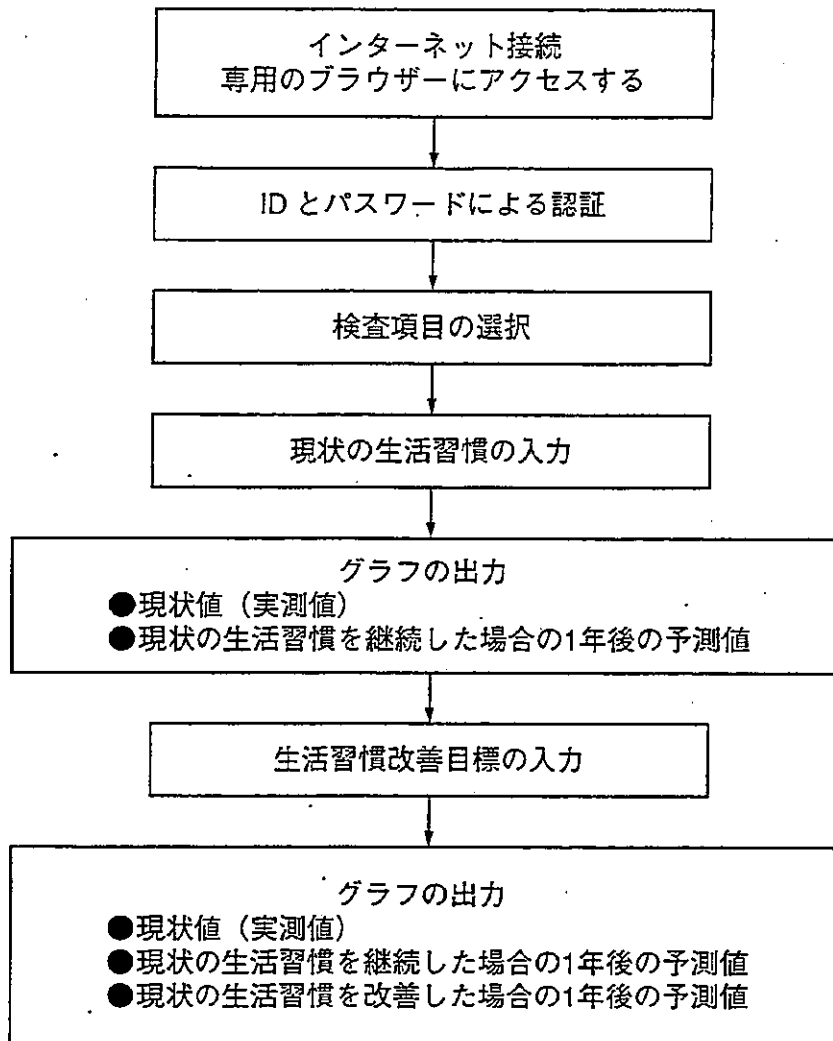 インターネット接続
専用のブラウザーにアクセスする
IDとパスワードによる認証
検査項目の選択
現状の生活習慣の入力
グラフの出力
●現状値（実測値）
●現状の生活習慣を継続した場合の1年後の予測値
生活習慣改善目標の入力
グラフの出力
●現状値（実測値）
●現状の生活習慣を継続した場合の1年後の予測値
●現状の生活習慣を改善した場合の1年後の予測値